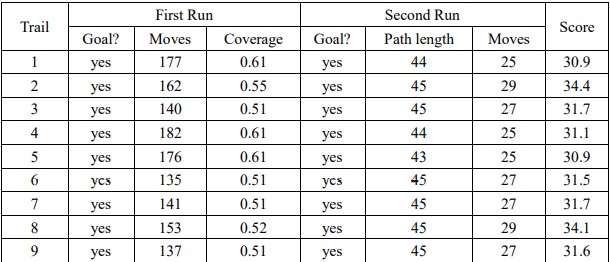 Trail First Run Second Run Score
Goal? Moves Coverage Goal? Path length Moves
1 yes 177 0.61 yes 44 25 30.9
2 yes 162 0.55 yes 45 29 34.4
3 yes 140 0.51 yes 45 27 31.7
4 yes 182 0.61 yes 44 25 31.1
5 yes 176 0.61 yes 43 25 30.9
6 yes 135 0.51 yes 45 27 31.5
7 yes 141 0.51 yes 45 27 31.7
8 yes 153 0.52 yes 45 29 34.1
9 yes 137 0.51 yes 45 27 31.6